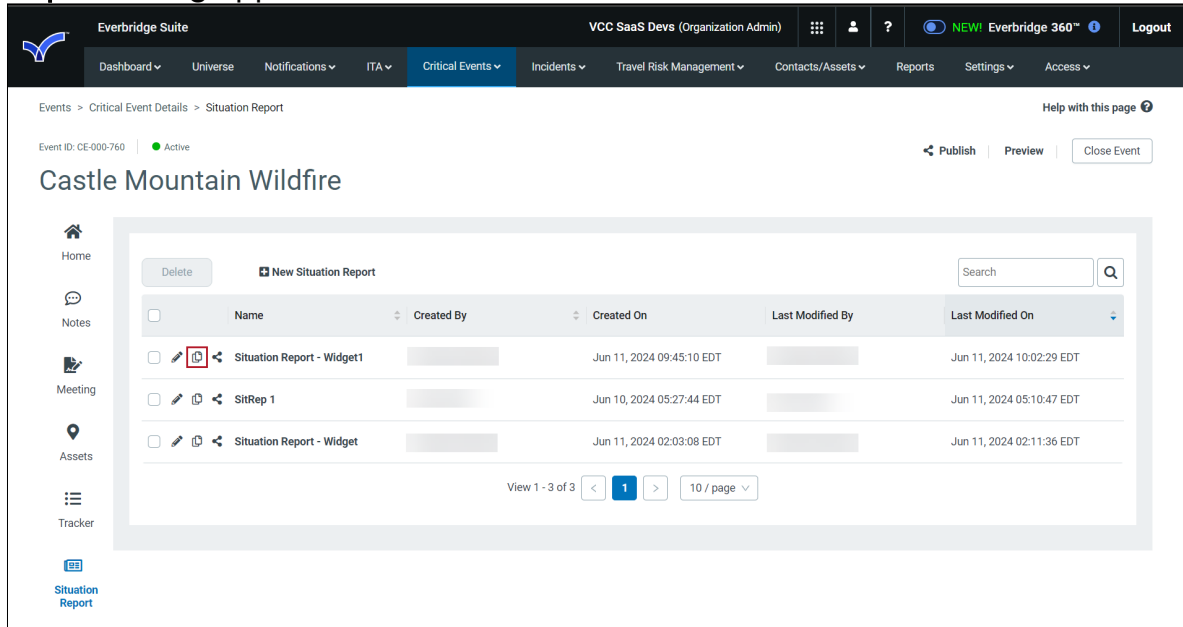 Everbridge Suite
VCC SaaS Devs (Organization Admin)
?
NEW! Everbridge 360™
Logout
Dashboard
Universe
Notifications
ITA
Critical Events
Incidents
Travel Risk Management
Contacts/Assets
Reports
Settings
Access
Events > Critical Event Details > Situation Report
Help with this page
Event ID: CE-000-760
Active
Publish
Preview
Close Event
Castle Mountain Wildfire
Home
Notes
Meeting
Assets
Tracker
Situation
Report
Delete
New Situation Report
Search
Name
Created By
Created On
Last Modified By
Last Modified On
Situation Report - Widget1
Jun 11, 2024 09:45:10 EDT
Jun 11, 2024 10:02:29 EDT
SitRep 1
Jun 10, 2024 05:27:44 EDT
Jun 11, 2024 05:10:47 EDT
Situation Report - Widget
Jun 11, 2024 02:03:08 EDT
Jun 11, 2024 02:11:36 EDT
View 1 - 3 of 3
<
1
>
10 / page